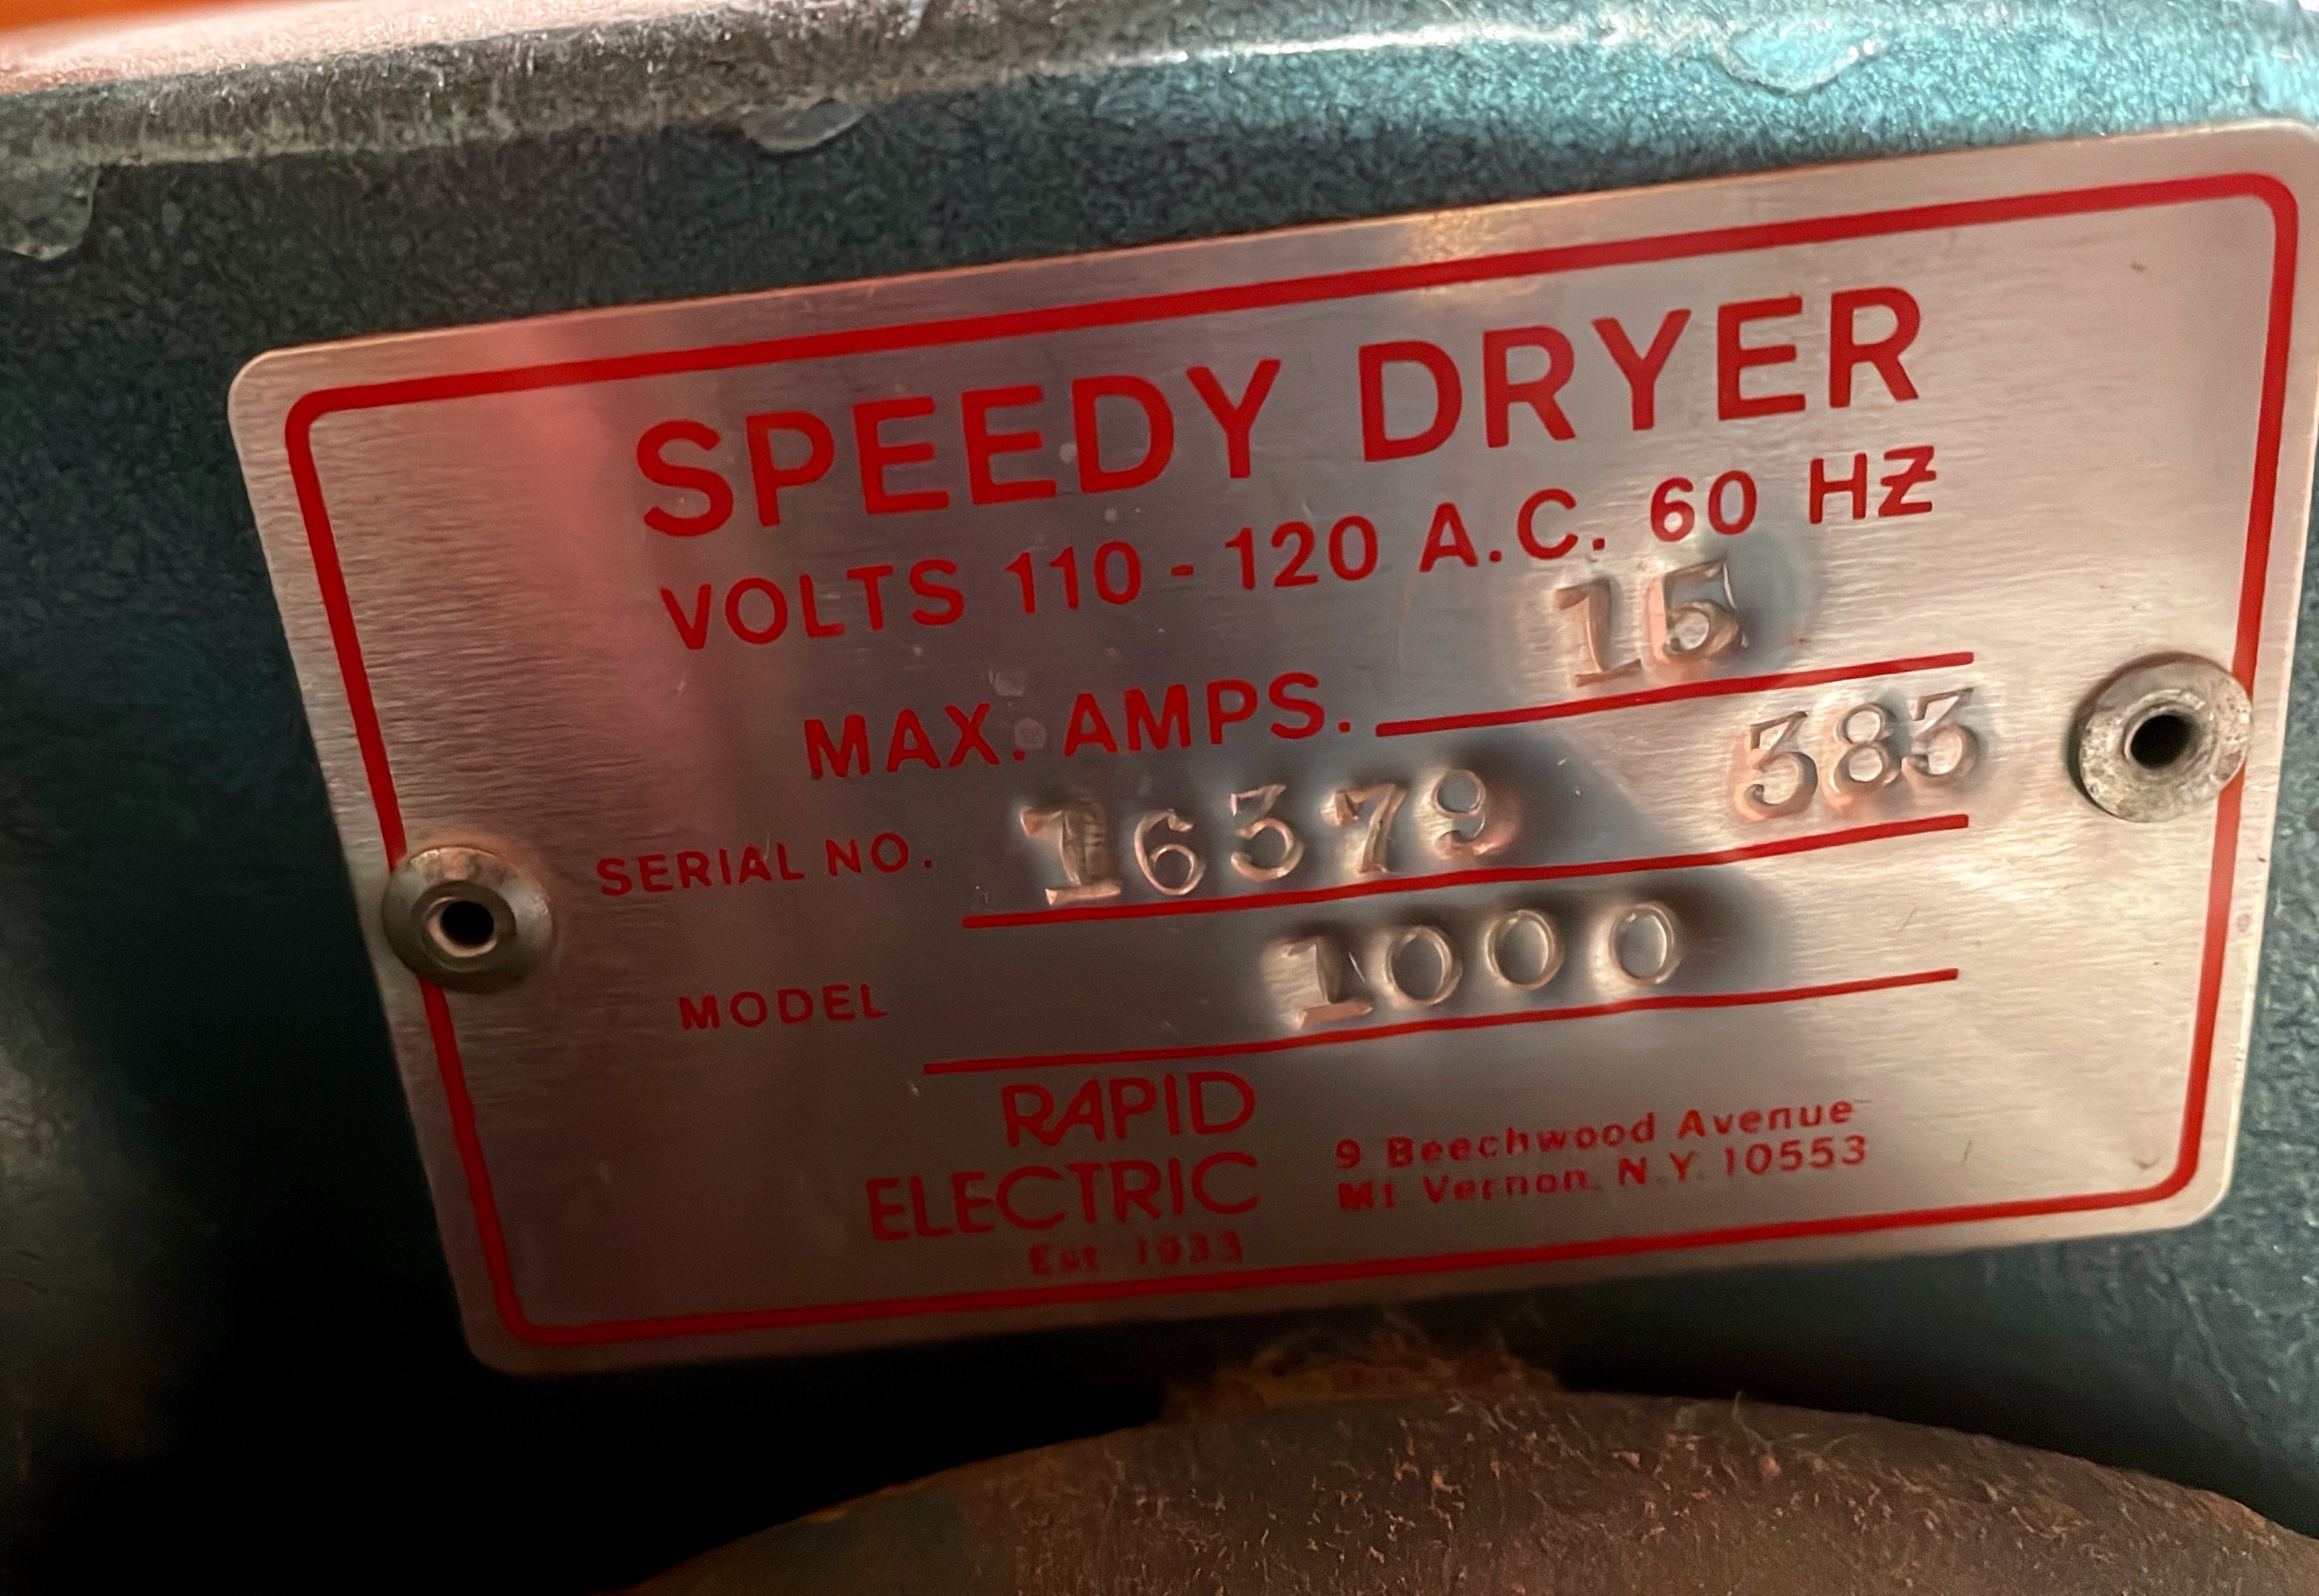 SPEEDY DRYER
VOLTS 110 - 120 A.C. 60 HZ
MAX. AMPS. 15
SERIAL NO. 16379 383
MODEL 1000
RAPID
ELECTRIC
Est 1933
9 Beechwood Avenue
Mt Vernon, N.Y. 10553